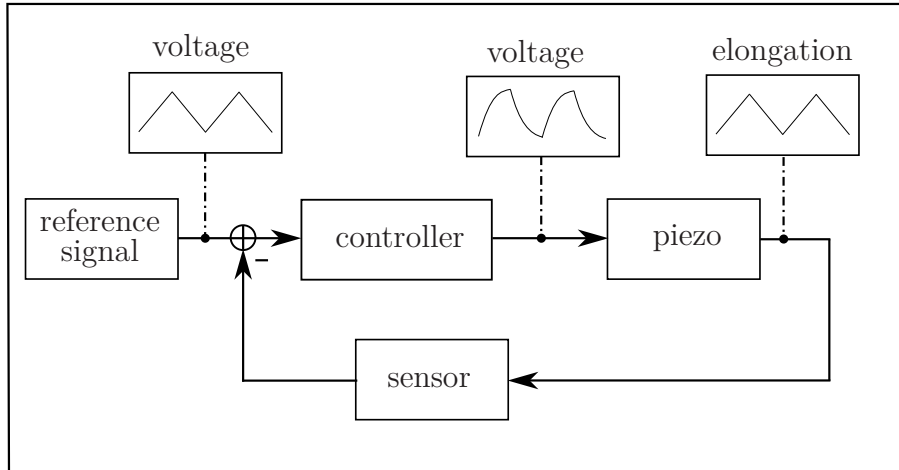 voltage
voltage
elongation
reference
signal
controller
piezo
–
sensor